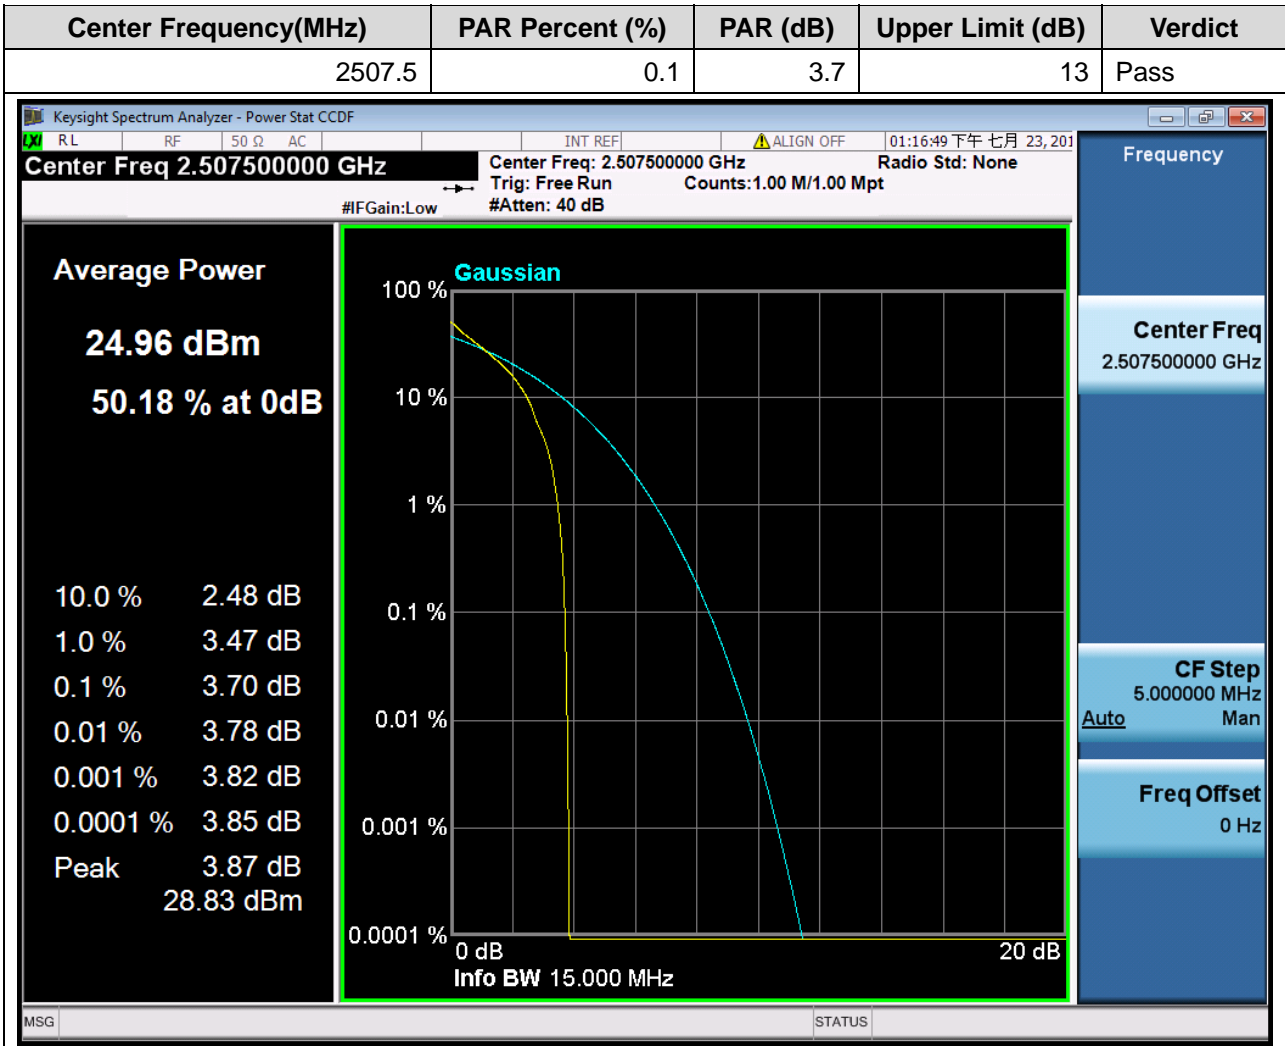 Center Frequency(MHz) PAR Percent (%) PAR (dB) Upper Limit (dB) Verdict
2507.5 0.1 3.7 13 Pass
Keysight Spectrum Analyzer - Power Stat CCDF
LXI RL RF 50 Ω AC INT REF ALIGN OFF 01:16:49 下午 七月 23, 201
Center Freq 2.507500000 GHz
#IFGain:Low
Center Freq: 2.507500000 GHz Radio Std: None
Trig: Free Run Counts:1.00 M/1.00 Mpt
#Atten: 40 dB
Average Power
24.96 dBm
50.18 % at 0dB
10.0 % 2.48 dB
1.0 % 3.47 dB
0.1 % 3.70 dB
0.01 % 3.78 dB
0.001 % 3.82 dB
0.0001 % 3.85 dB
Peak 3.87 dB
28.83 dBm
Gaussian
100 %
10 %
1 %
0.1 %
0.01 %
0.001 %
0.0001 %
0 dB 20 dB
Info BW 15.000 MHz
Frequency
Center Freq
2.507500000 GHz
CF Step
5.000000 MHz
Auto Man
Freq Offset
0 Hz
MSG STATUS